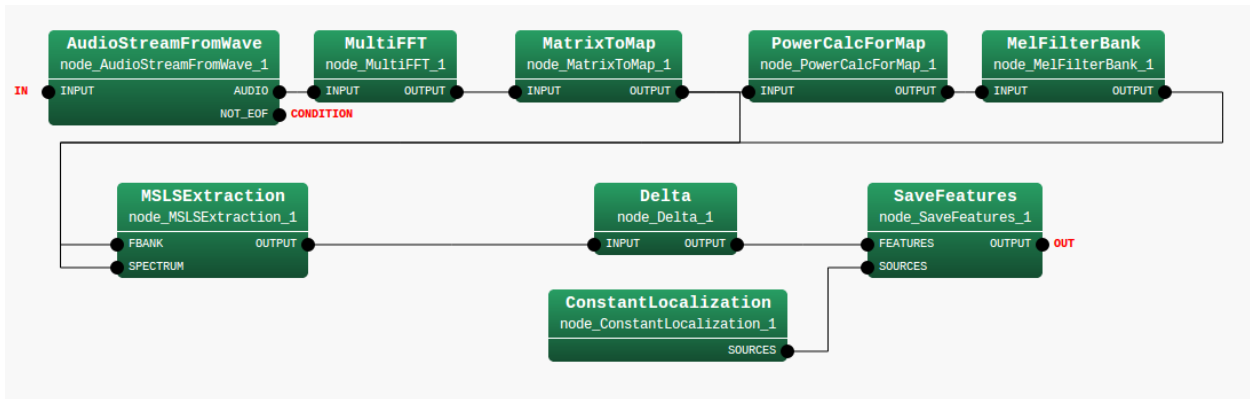 AudioStreamFromWave
node_AudioStreamFromWave_1
IN
INPUT
AUDIO
NOT_EOF
CONDITION
MultiFFT
node_MultiFFT_1
INPUT
OUTPUT
MatrixToMap
node_MatrixToMap_1
INPUT
OUTPUT
PowerCalcForMap
node_PowerCalcForMap_1
INPUT
OUTPUT
MelFilterBank
node_MelFilterBank_1
INPUT
OUTPUT
MSLSExtraction
node_MSLSExtraction_1
FBANK
OUTPUT
SPECTRUM
Delta
node_Delta_1
INPUT
OUTPUT
SaveFeatures
node_SaveFeatures_1
FEATURES
OUTPUT
OUT
SOURCES
ConstantLocalization
node_ConstantLocalization_1
SOURCES